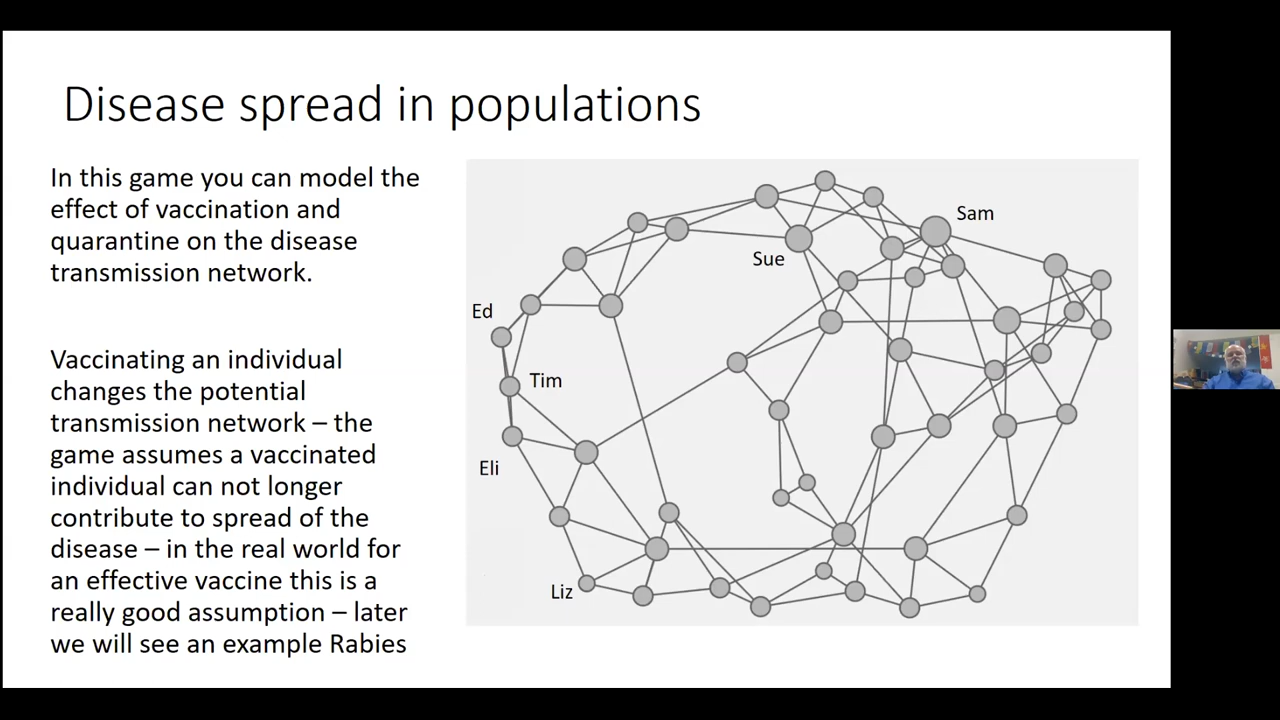 Disease spread in populations
In this game you can model the
effect of vaccination and
quarantine on the disease
transmission network.
Vaccinating an individual
changes the potential
transmission network – the
game assumes a vaccinated
individual can not longer
contribute to spread of the
disease – in the real world for
an effective vaccine this is a
really good assumption – later
we will see an example Rabies
Sam
Sue
Ed
Tim
Eli
Liz